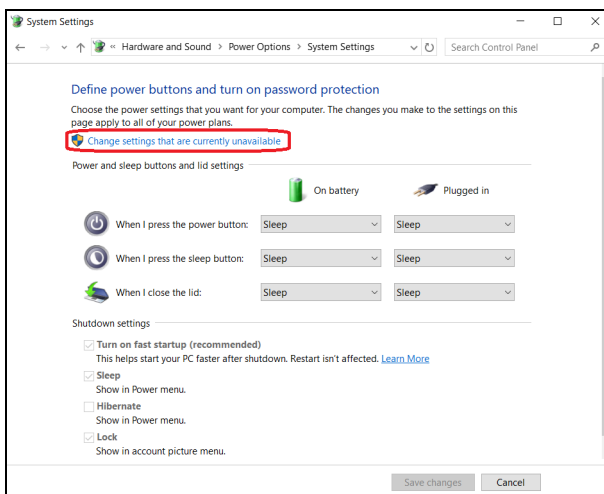 System Settings
« Hardware and Sound > Power Options > System Settings
Search Control Panel
Define power buttons and turn on password protection
Choose the power settings that you want for your computer. The changes you make to the settings on this
page apply to all of your power plans.
Change settings that are currently unavailable
Power and sleep buttons and lid settings
On battery Plugged in
When I press the power button: Sleep Sleep
When I press the sleep button: Sleep Sleep
When I close the lid: Sleep Sleep
Shutdown settings
Turn on fast startup (recommended)
This helps start your PC faster after shutdown. Restart isn't affected. Learn More
Sleep
Show in Power menu.
Hibernate
Show in Power menu.
Lock
Show in account picture menu.
Save changes Cancel